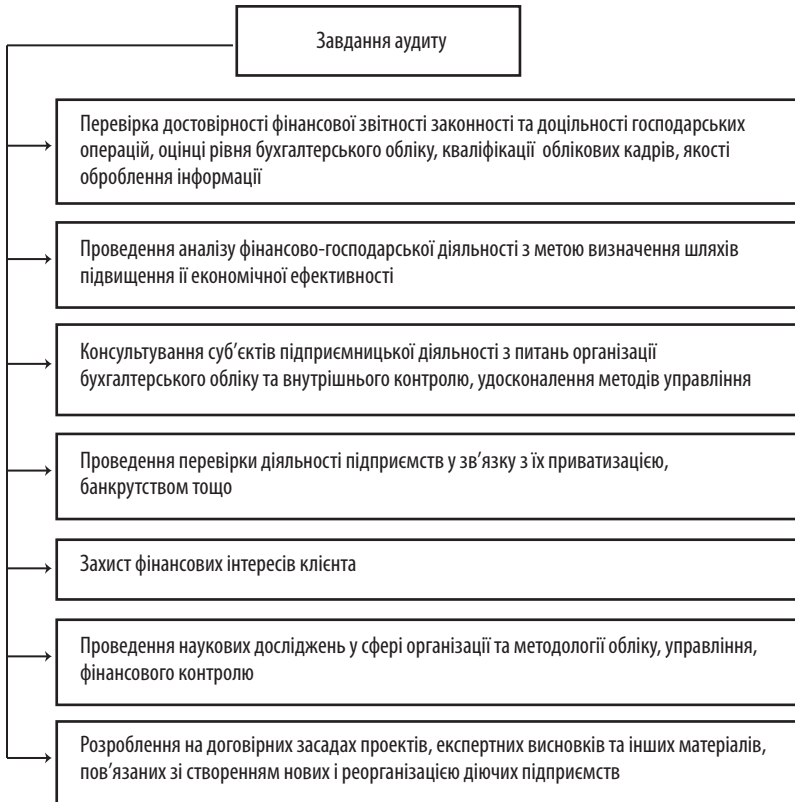 Завдання аудиту
Перевірка достовірності фінансової звітності законності та доцільності господарських
операцій, оцінці рівня бухгалтерського обліку, кваліфікації облікових кадрів, якості
оброблення інформації
Проведення аналізу фінансово-господарської діяльності з метою визначення шляхів
підвищення ії економічної ефективності
Консультування суб’єктів підприємницької діяльності з питань організації
бухгалтерського обліку та внутрішнього контролю, удосконалення методів управління
Проведення перевірки діяльності підприємств у зв’язку з їх приватизацією,
банкрутством тощо
Захист фінансових інтересів клієнта
Проведення наукових досліджень у сфері організації та методології обліку, управління,
фінансового контролю
Розроблення на договірних засадах проектів, експертних висновків та інших матеріалів,
пов’язаних зі створенням нових і реорганізацією діючих підприємств